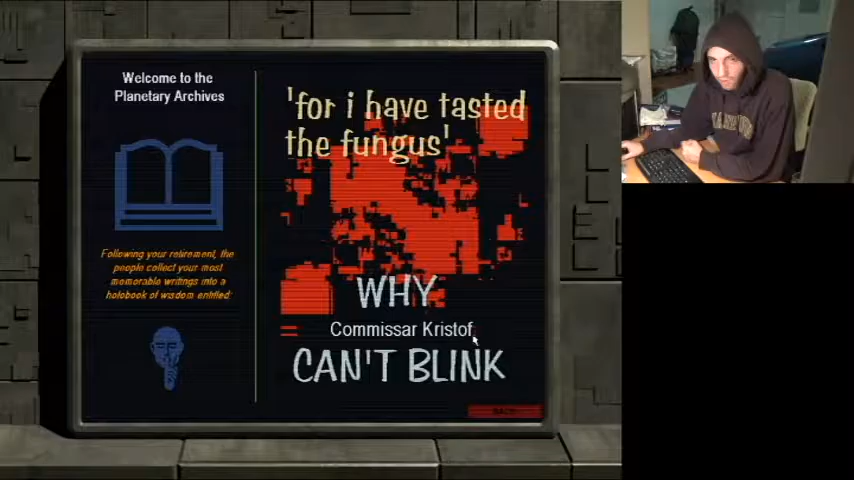 Welcome to the
Planetary Archives
Following your retirement, the
people collect your most
memorable writings into a
holobook of wisdom entitled:
'for i have tasted
the fungus'
WHY
Commissar Kristof
CAN'T BLINK
BACK